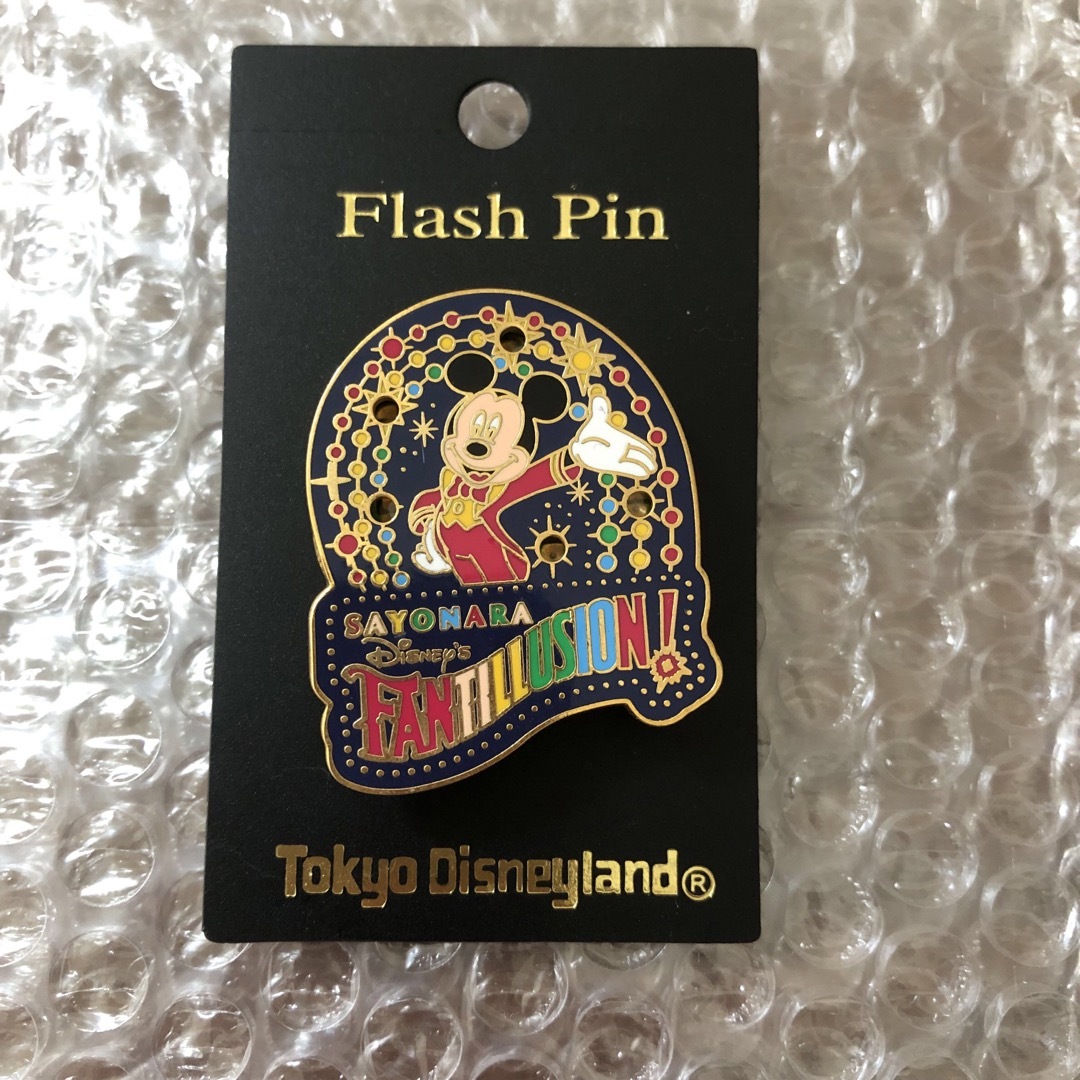 Flash Pin
SAYONARA
Disney's
FANTILLUSION!
Tokyo Disneyland®